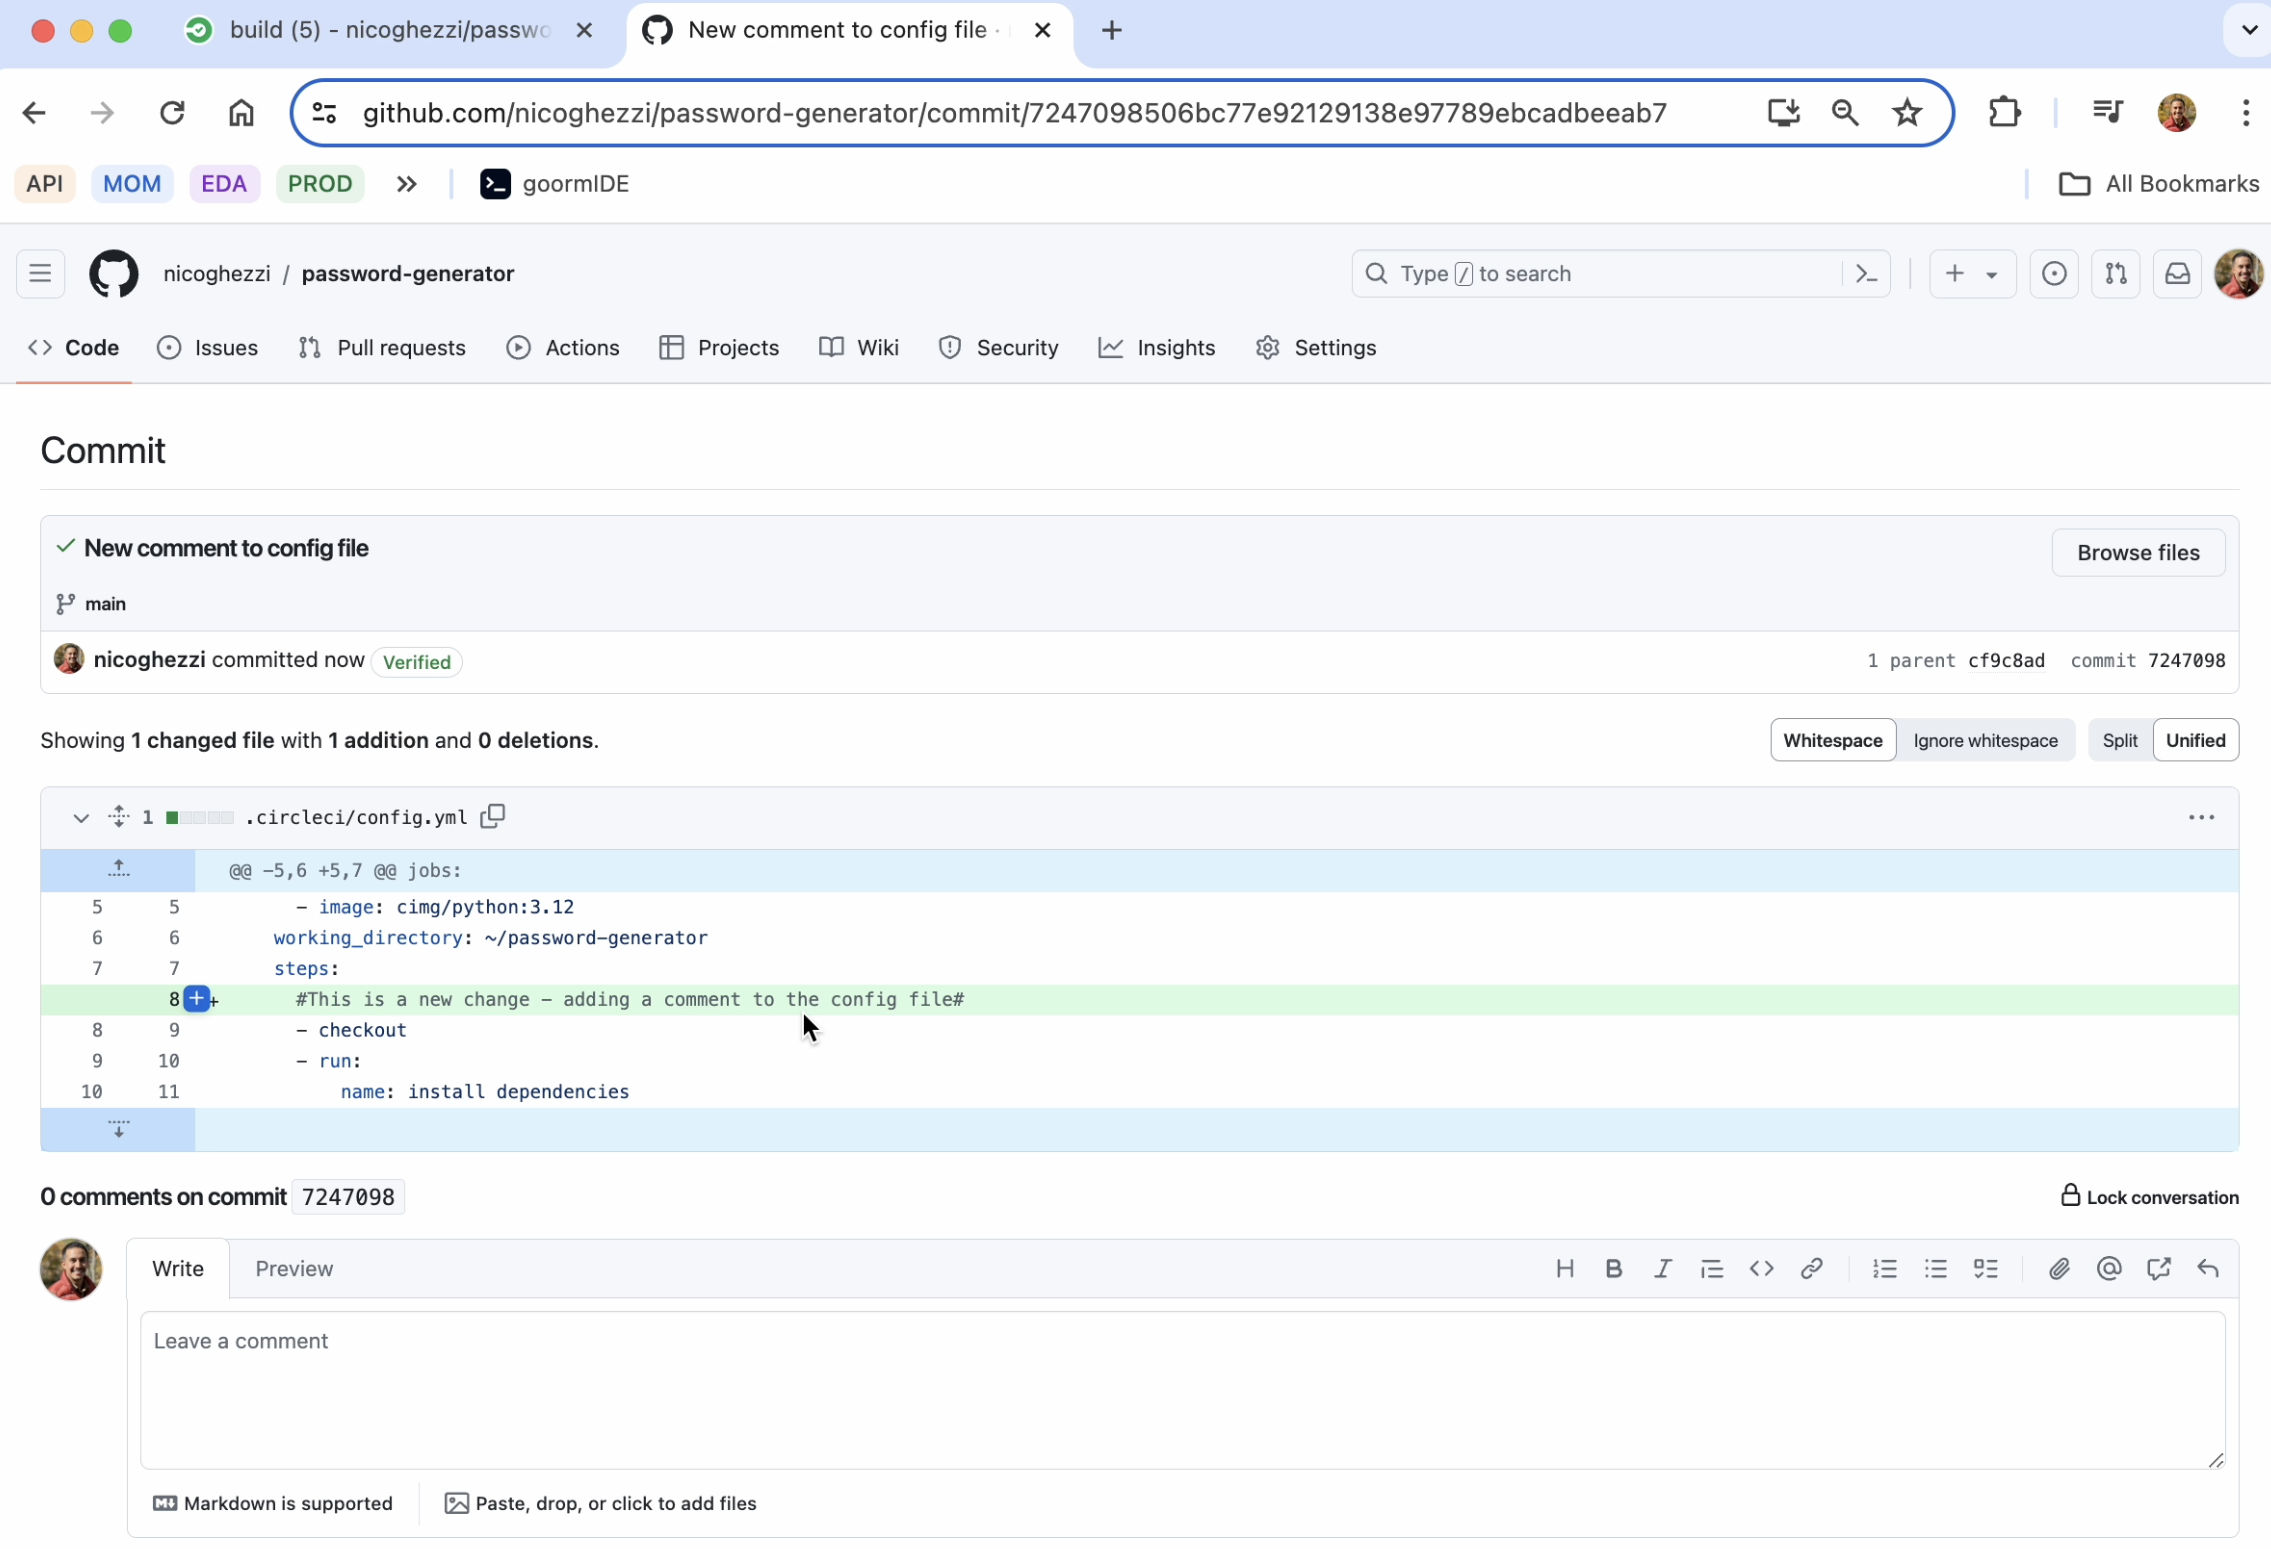 build (5) - nicoghezzi/passwo
New comment to config file ·
github.com/nicoghezzi/password-generator/commit/7247098506bc77e92129138e97789ebcadbeeab7
API MOM EDA PROD » goormIDE All Bookmarks
nicoghezzi / password-generator Type / to search
Code Issues Pull requests Actions Projects Wiki Security Insights Settings
Commit
New comment to config file Browse files
main
nicoghezzi committed now Verified 1 parent cf9c8ad commit 7247098
Showing 1 changed file with 1 addition and 0 deletions. Whitespace Ignore whitespace Split Unified
1 .circleci/config.yml
@@ -5,6 +5,7 @@ jobs:
5 5 - image: cimg/python:3.12
6 6 working_directory: ~/password-generator
7 7 steps:
8 + #This is a new change - adding a comment to the config file#
8 9 - checkout
9 10 - run:
10 11 name: install dependencies
0 comments on commit 7247098 Lock conversation
Write Preview
Leave a comment
Markdown is supported Paste, drop, or click to add files